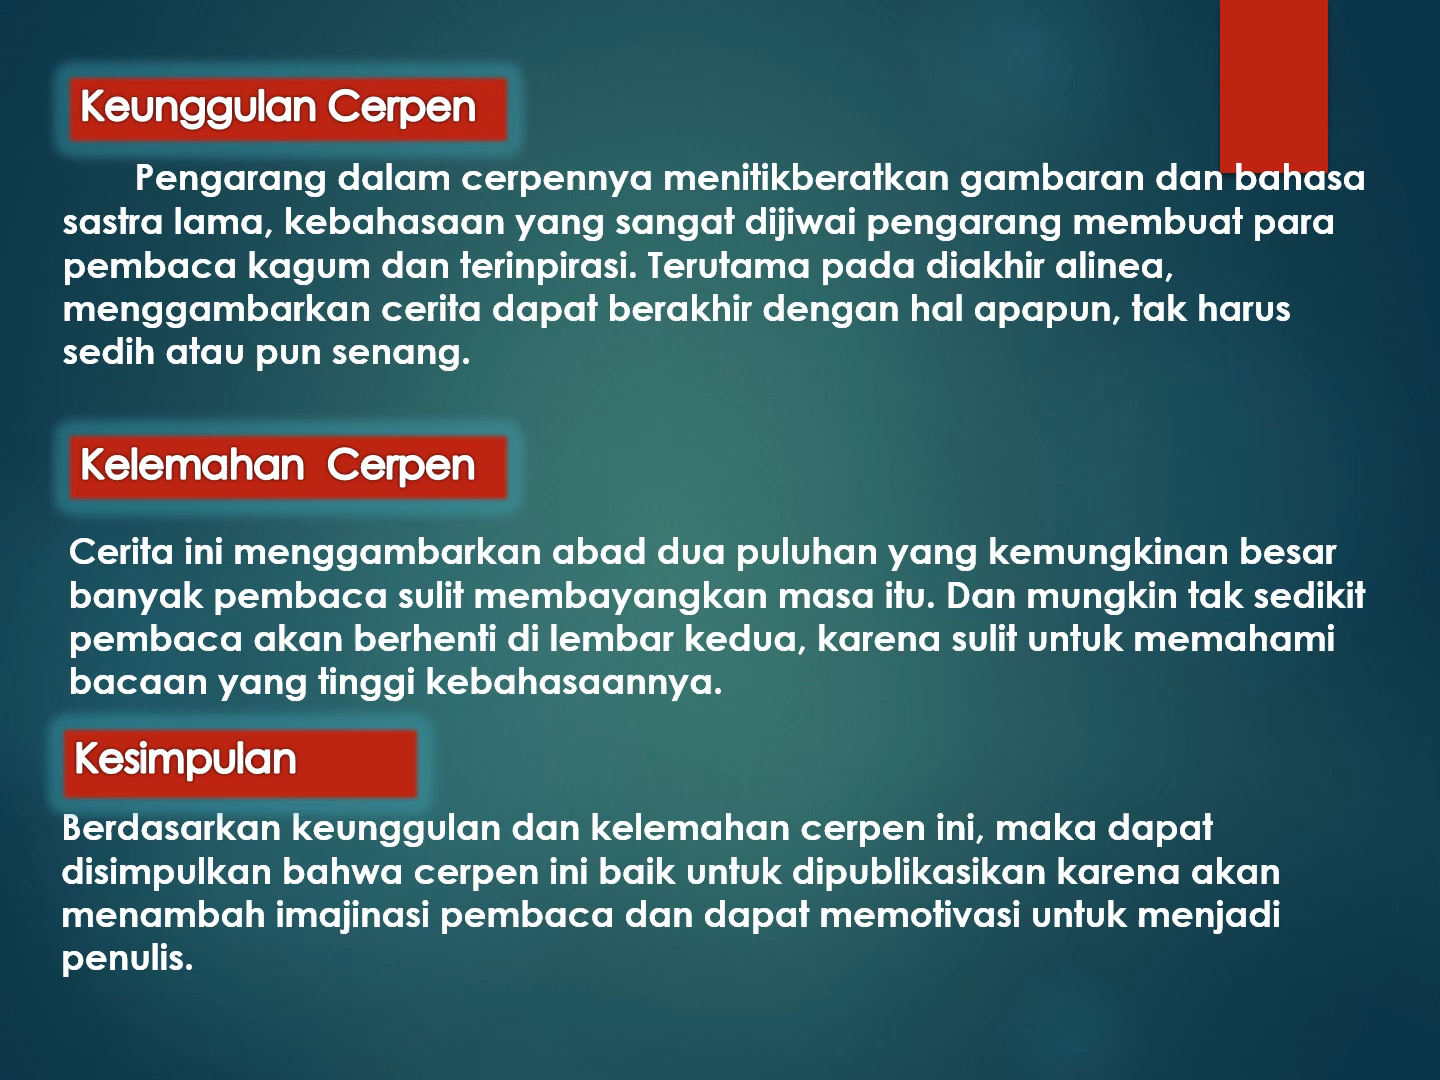 Keunggulan Cerpen
Pengarang dalam cerpennya menitikberatkan gambaran dan bahasa
sastra lama, kebahasaan yang sangat dijiwai pengarang membuat para
pembaca kagum dan terinpirasi. Terutama pada diakhir alinea,
menggambarkan cerita dapat berakhir dengan hal apapun, tak harus
sedih atau pun senang.
Kelemahan  Cerpen
Cerita ini menggambarkan abad dua puluhan yang kemungkinan besar
banyak pembaca sulit membayangkan masa itu. Dan mungkin tak sedikit
pembaca akan berhenti di lembar kedua, karena sulit untuk memahami
bacaan yang tinggi kebahasaannya.
Kesimpulan
Berdasarkan keunggulan dan kelemahan cerpen ini, maka dapat
disimpulkan bahwa cerpen ini baik untuk dipublikasikan karena akan
menambah imajinasi pembaca dan dapat memotivasi untuk menjadi
penulis.